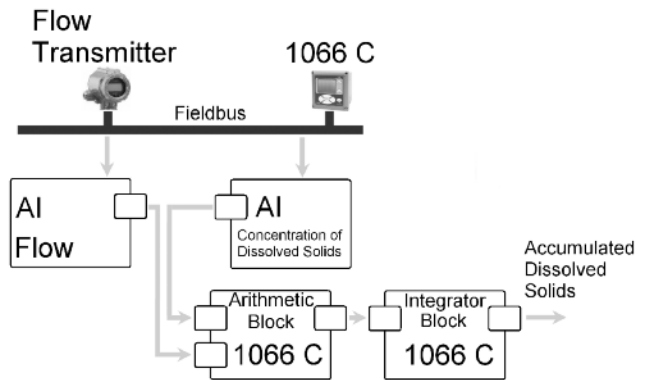 Flow
Transmitter
1066 C
Fieldbus
AI
Flow
AI
Concentration of
Dissolved Solids
Arithmetic
Block
1066 C
Integrator
Block
1066 C
Accumulated
Dissolved
Solids